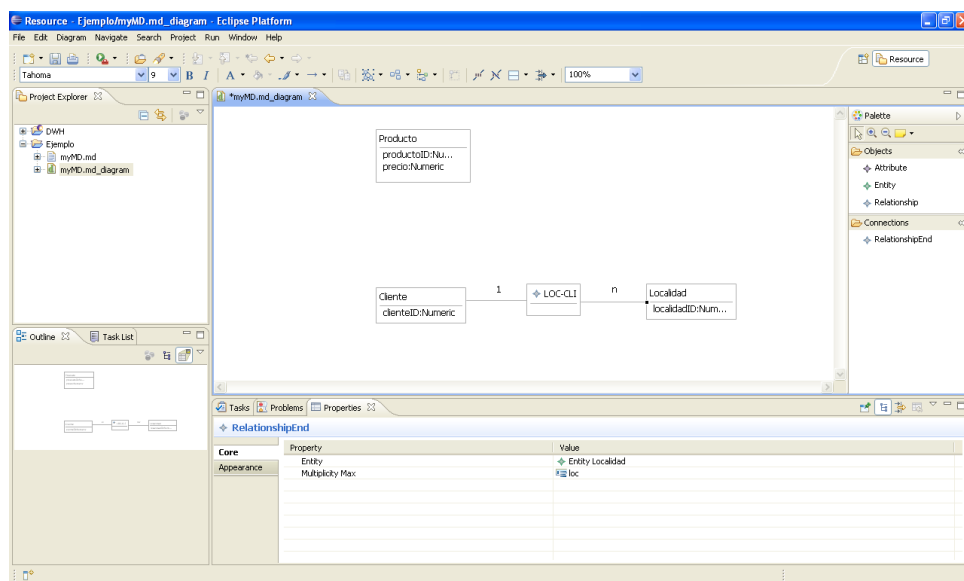 Resource - Ejemplo/myMD.md_diagram - Eclipse Platform
File Edit Diagram Navigate Search Project Run Window Help
Resource
Tahoma 9 B I A 100%
Project Explorer
DWH
Ejemplo
myMD.md
myMD.md_diagram
*myMD.md_diagram
Producto
productoID:Nu...
precio:Numeric
Cliente
clienteID:Numeric
1
LOC-CLI
n
Localidad
localidadID:Num...
Palette
Objects
Attribute
Entity
Relationship
Connections
RelationshipEnd
Outline Task List
Tasks Problems Properties
RelationshipEnd
Core
Appearance
Property Value
Entity Entity Localidad
Multiplicity Max loc